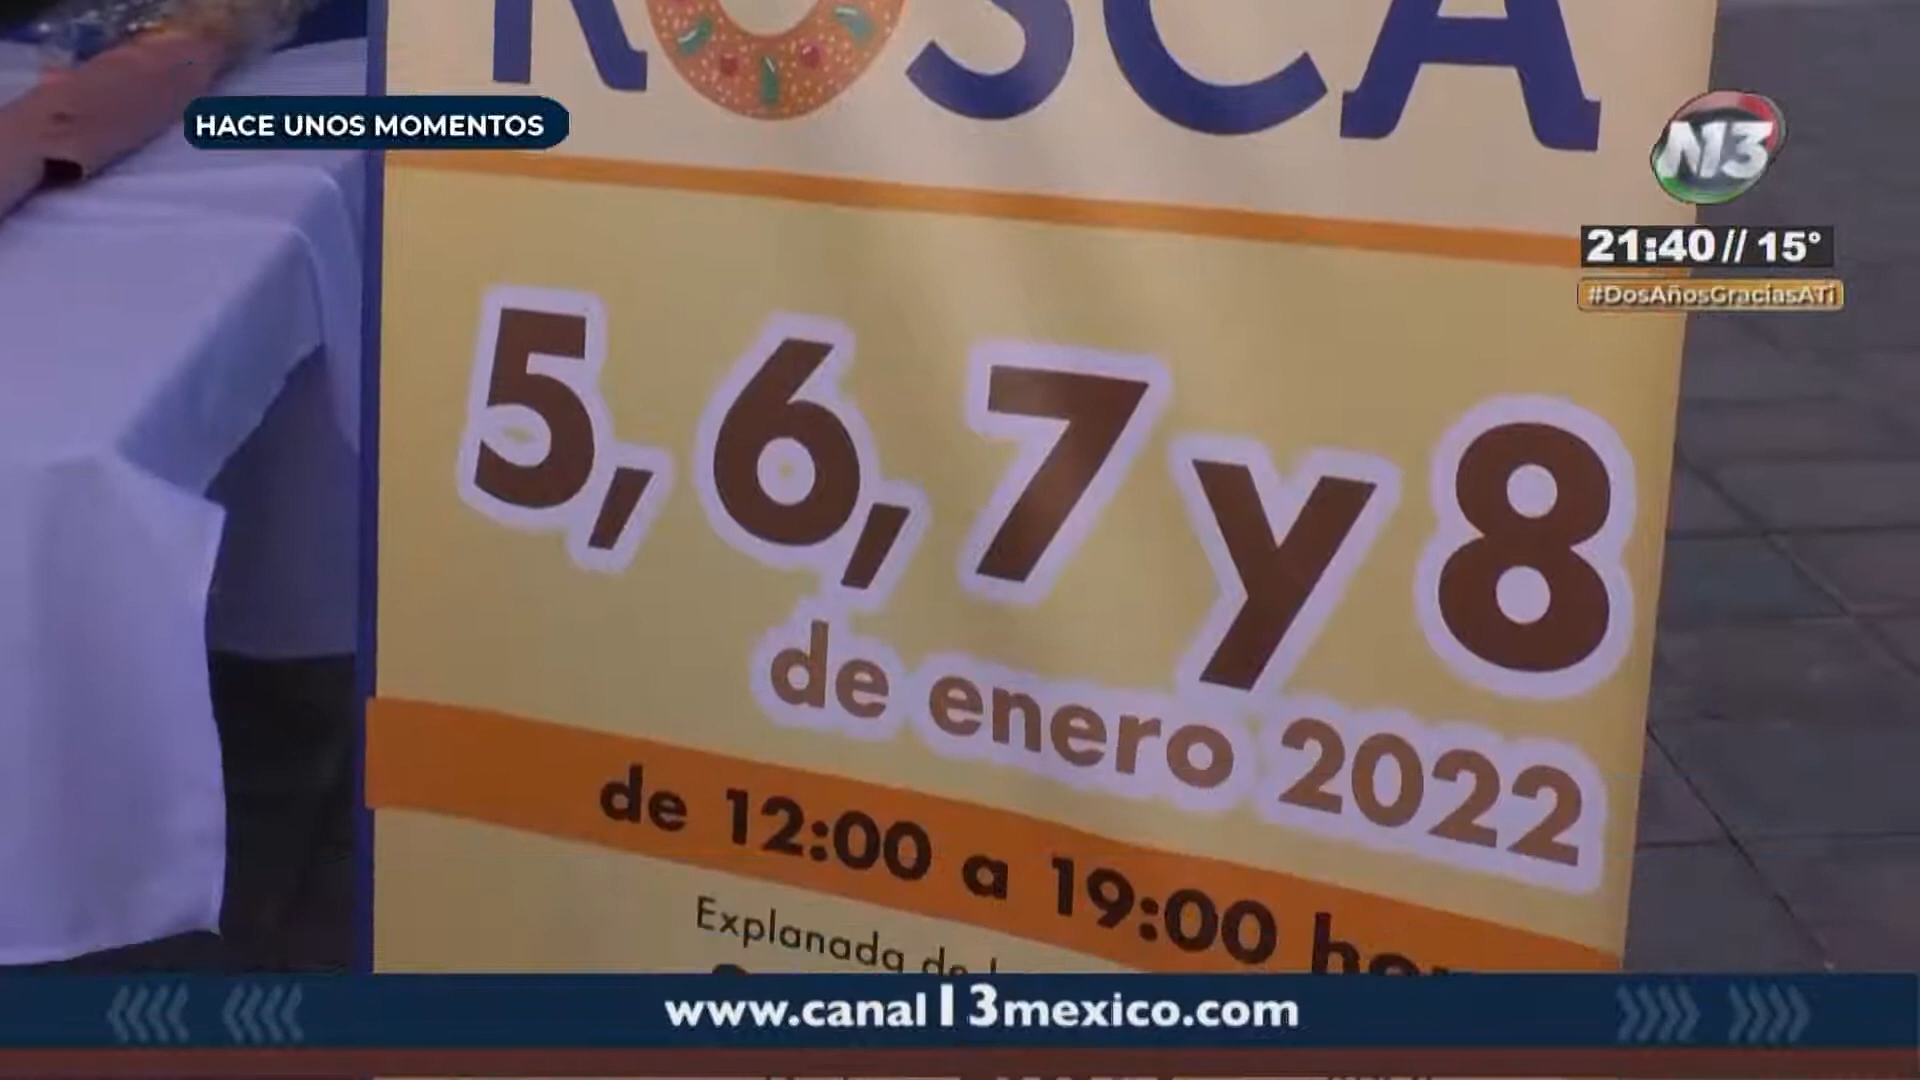 ROSCA
HACE UNOS MOMENTOS
N13
21:40 // 15°
#DosAñosGraciasATi
5, 6, 7 y 8
de enero 2022
de 12:00 a 19:00
Explanada de
www.canal13mexico.com